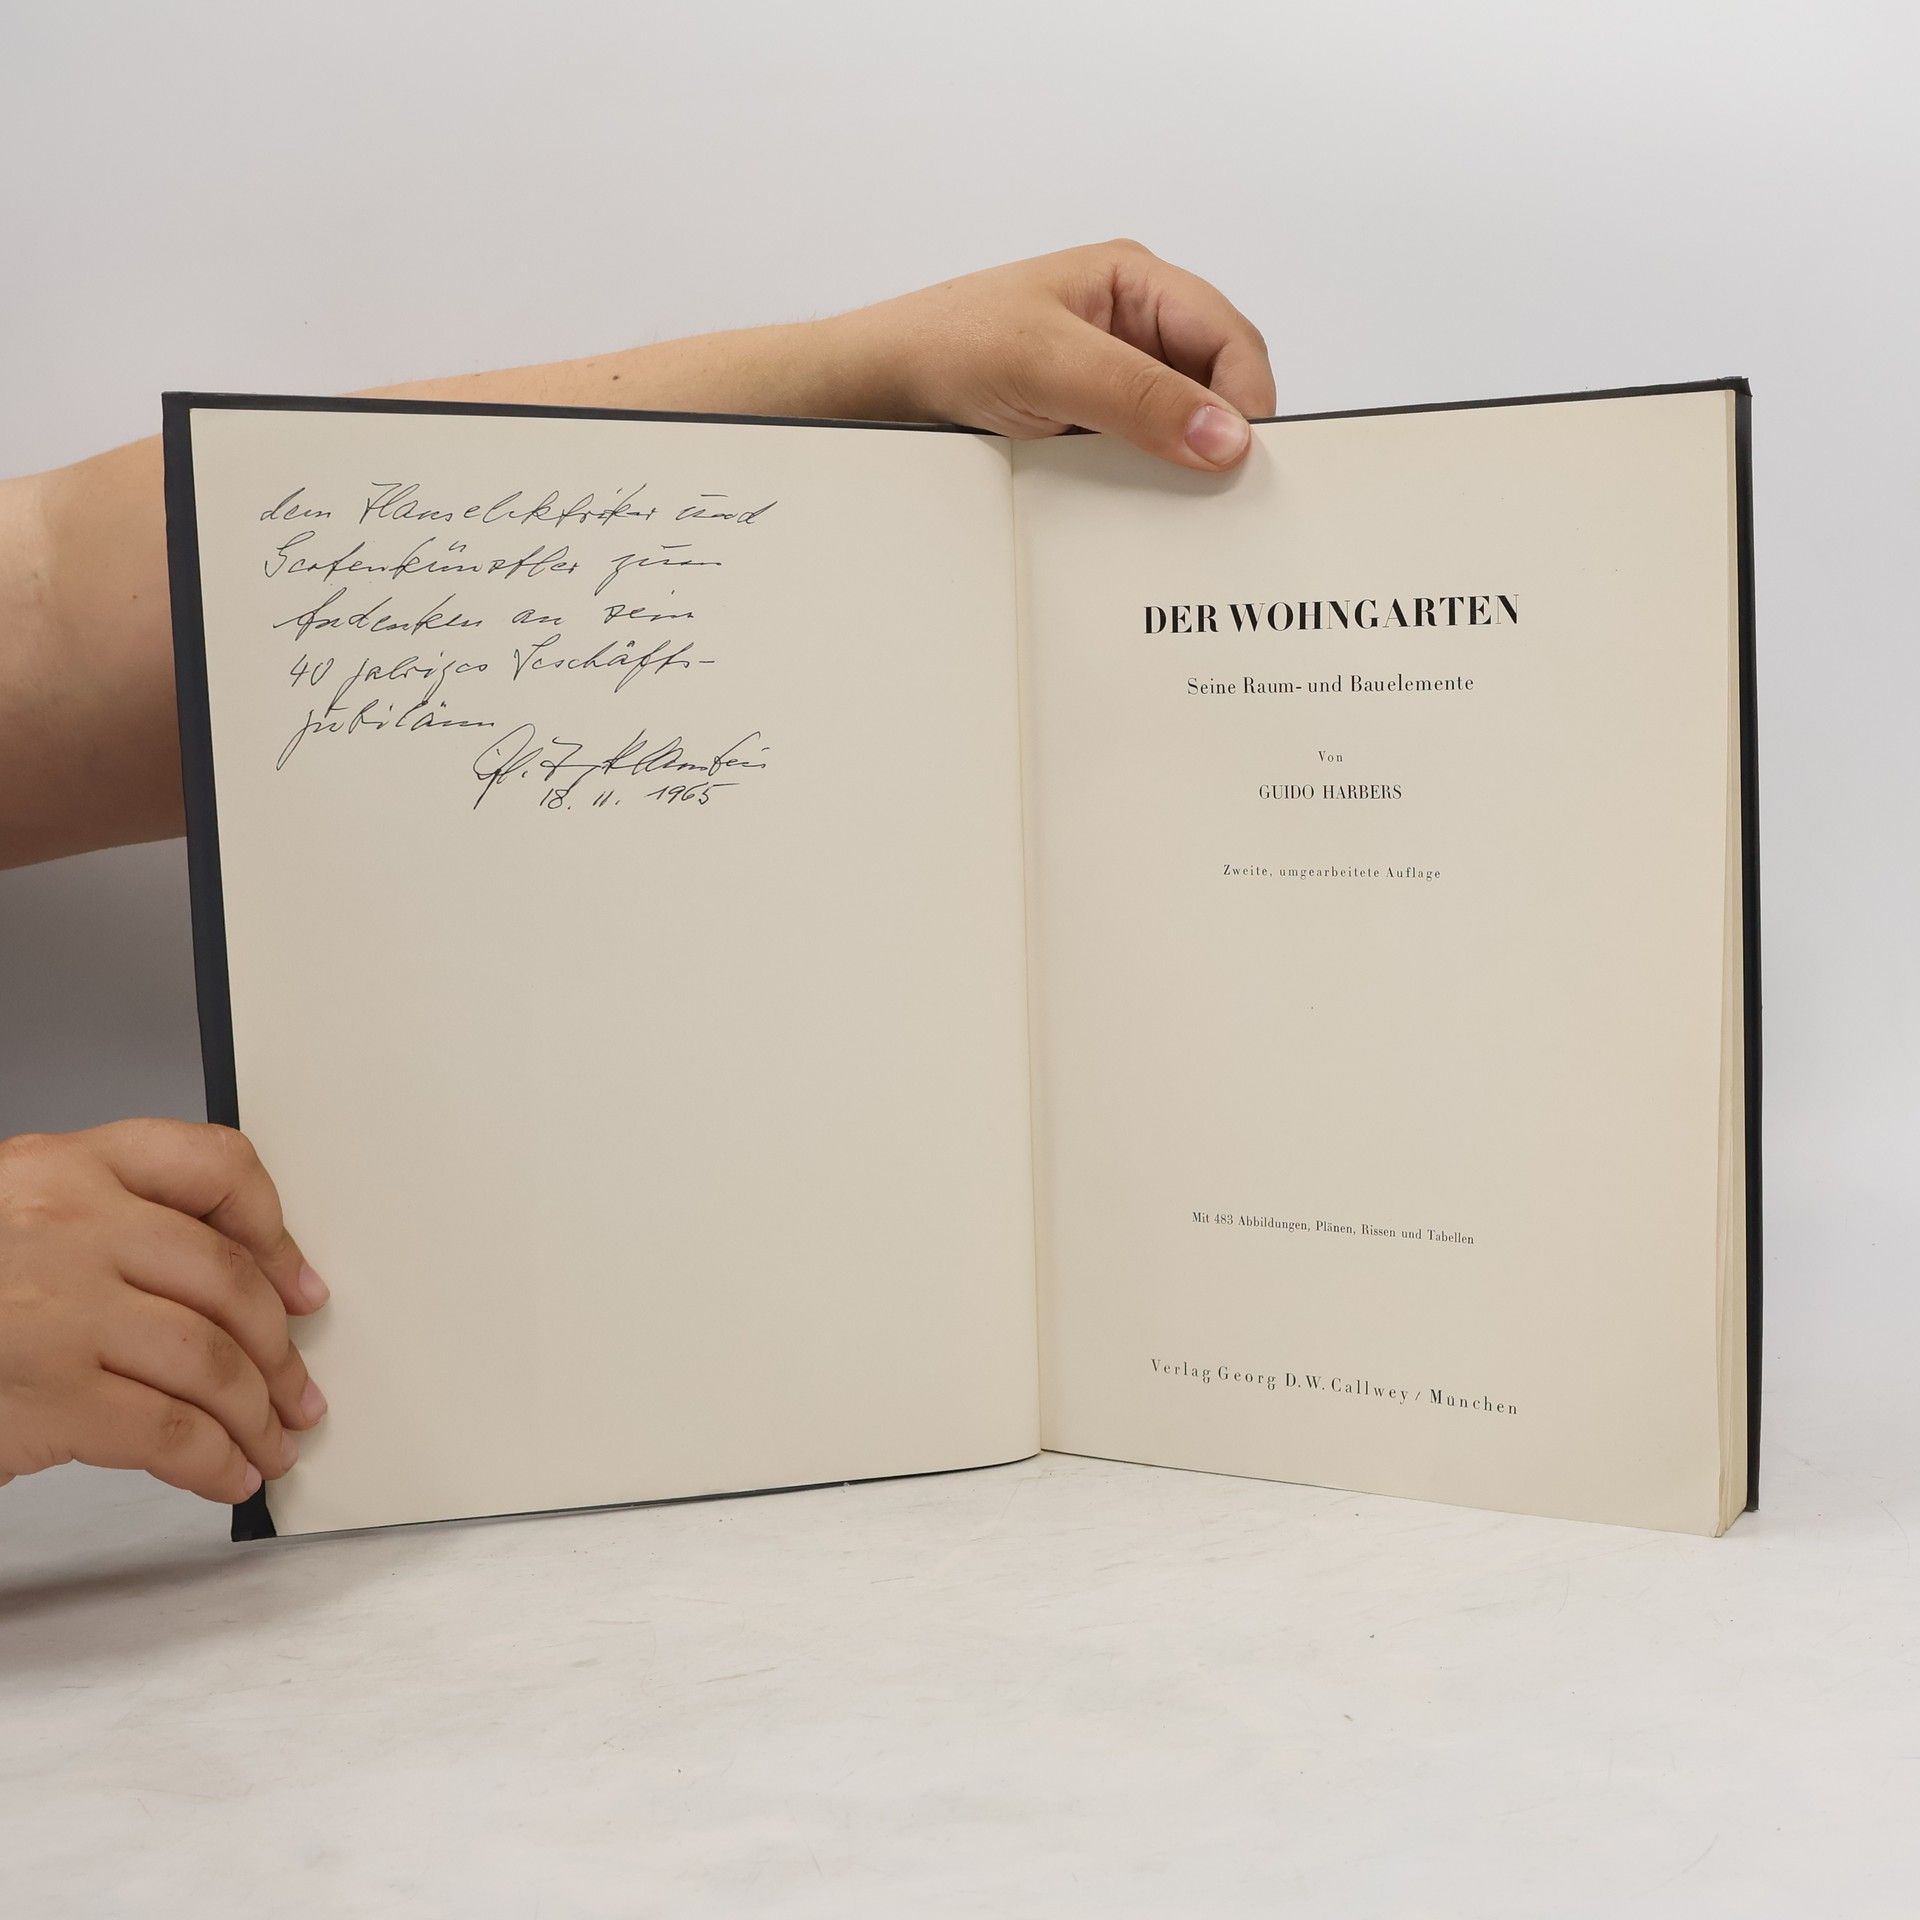 dem Hauselektriker und
Gartenkünstler zum
Andenken an sein
40 jähriges Geschäfts-
jubiläum
18. 11. 1965
DER WOHNGARTEN
Seine Raum- und Bauelemente
Von
GUIDO HARBERS
Zweite, umgearbeitete Auflage
Mit 483 Abbildungen, Plänen, Rissen und Tabellen
Verlag Georg D. W. Callwey / München